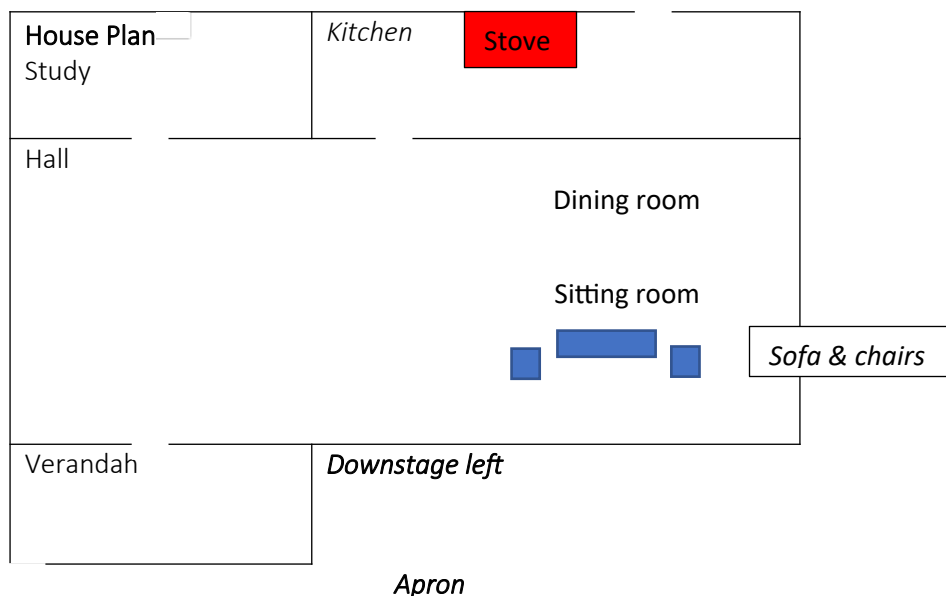 House Plan
Study
Kitchen
Stove
Hall
Dining room
Sitting room
Sofa & chairs
Verandah
Downstage left
Apron